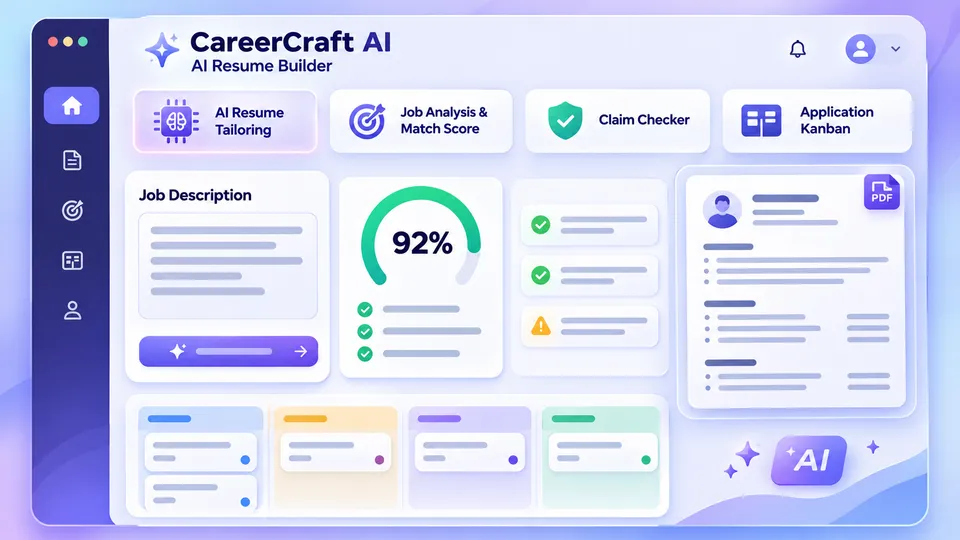 CareerCraft AI
AI Resume Builder
AI Resume
Tailoring
Job Analysis &
Match Score
Claim Checker
Application
Kanban
Job Description
92%
PDF
AI